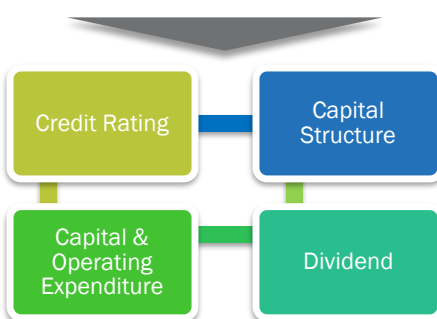 Credit Rating
Capital
Structure
Capital &
Operating
Expenditure
Dividend